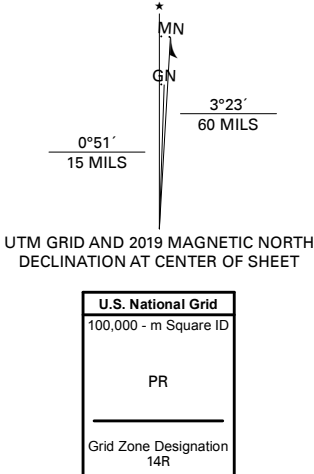 MN
GN
3°23´
60 MILS
0°51´
15 MILS
UTM GRID AND 2019 MAGNETIC NORTH
DECLINATION AT CENTER OF SHEET
U.S. National Grid
100,000 - m Square ID
PR
Grid Zone Designation
14R